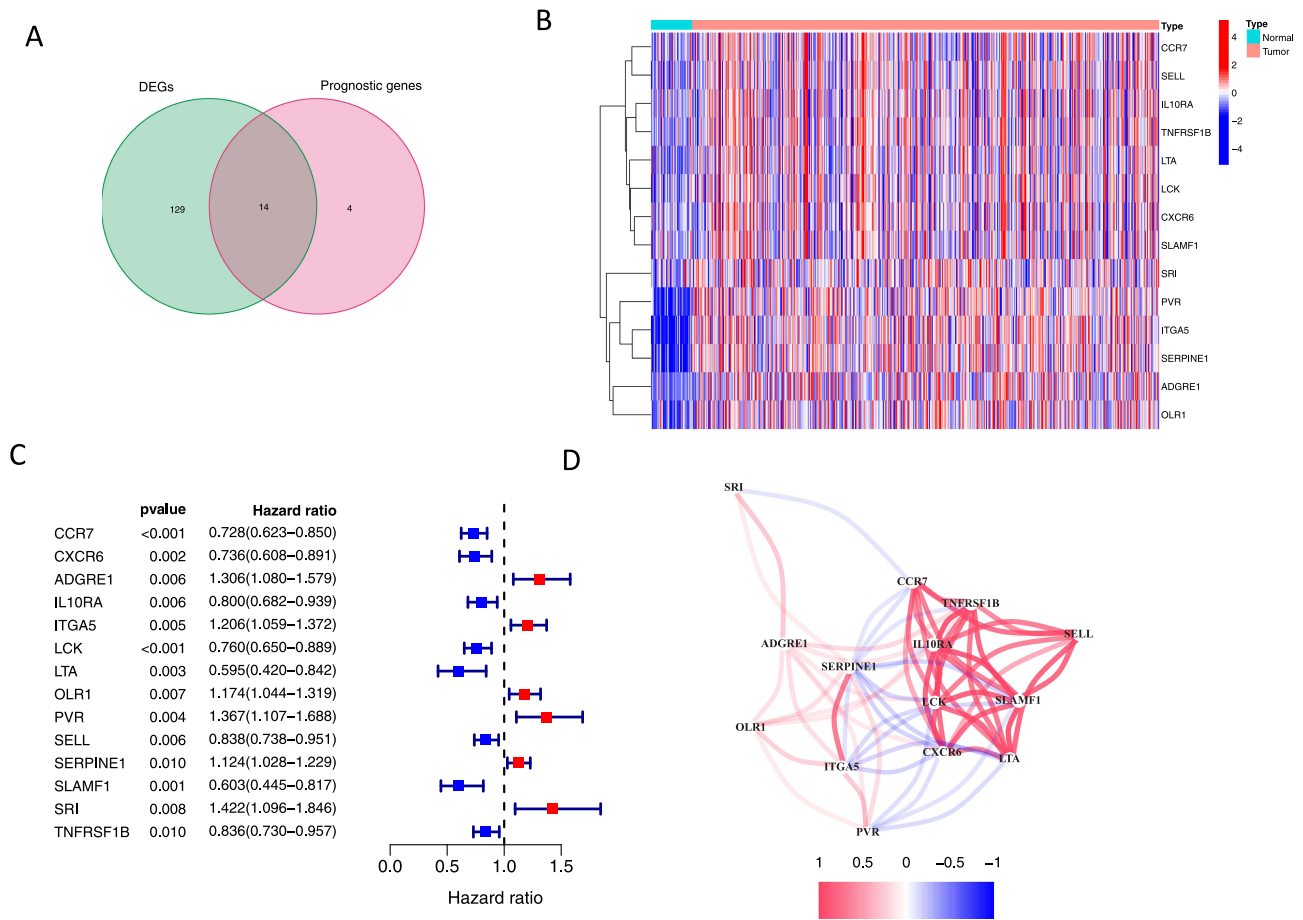 A
DEGs
Prognostic genes
129
14
4
B
Type
CCR7
SELL
IL10RA
TNFRSF1B
LTA
LCK
CXCR6
SLAMF1
SRI
PVR
ITGA5
SERPINE1
ADGRE1
OLR1
4
2
0
−2
−4
Type
Normal
Tumor
C
pvalue Hazard ratio
CCR7 <0.001 0.728(0.623−0.850)
CXCR6 0.002 0.736(0.608−0.891)
ADGRE1 0.006 1.306(1.080−1.579)
IL10RA 0.006 0.800(0.682−0.939)
ITGA5 0.005 1.206(1.059−1.372)
LCK <0.001 0.760(0.650−0.889)
LTA 0.003 0.595(0.420−0.842)
OLR1 0.007 1.174(1.044−1.319)
PVR 0.004 1.367(1.107−1.688)
SELL 0.006 0.838(0.738−0.951)
SERPINE1 0.010 1.124(1.028−1.229)
SLAMF1 0.001 0.603(0.445−0.817)
SRI 0.008 1.422(1.096−1.846)
TNFRSF1B 0.010 0.836(0.730−0.957)
0.0 0.5 1.0 1.5
Hazard ratio
D
SRI
CCR7
TNFRSF1B
SELL
ADGRE1
IL10RA
SERPINE1
LCK
SLAMF1
OLR1
CXCR6
LTA
ITGA5
PVR
1 0.5 0 −0.5 −1